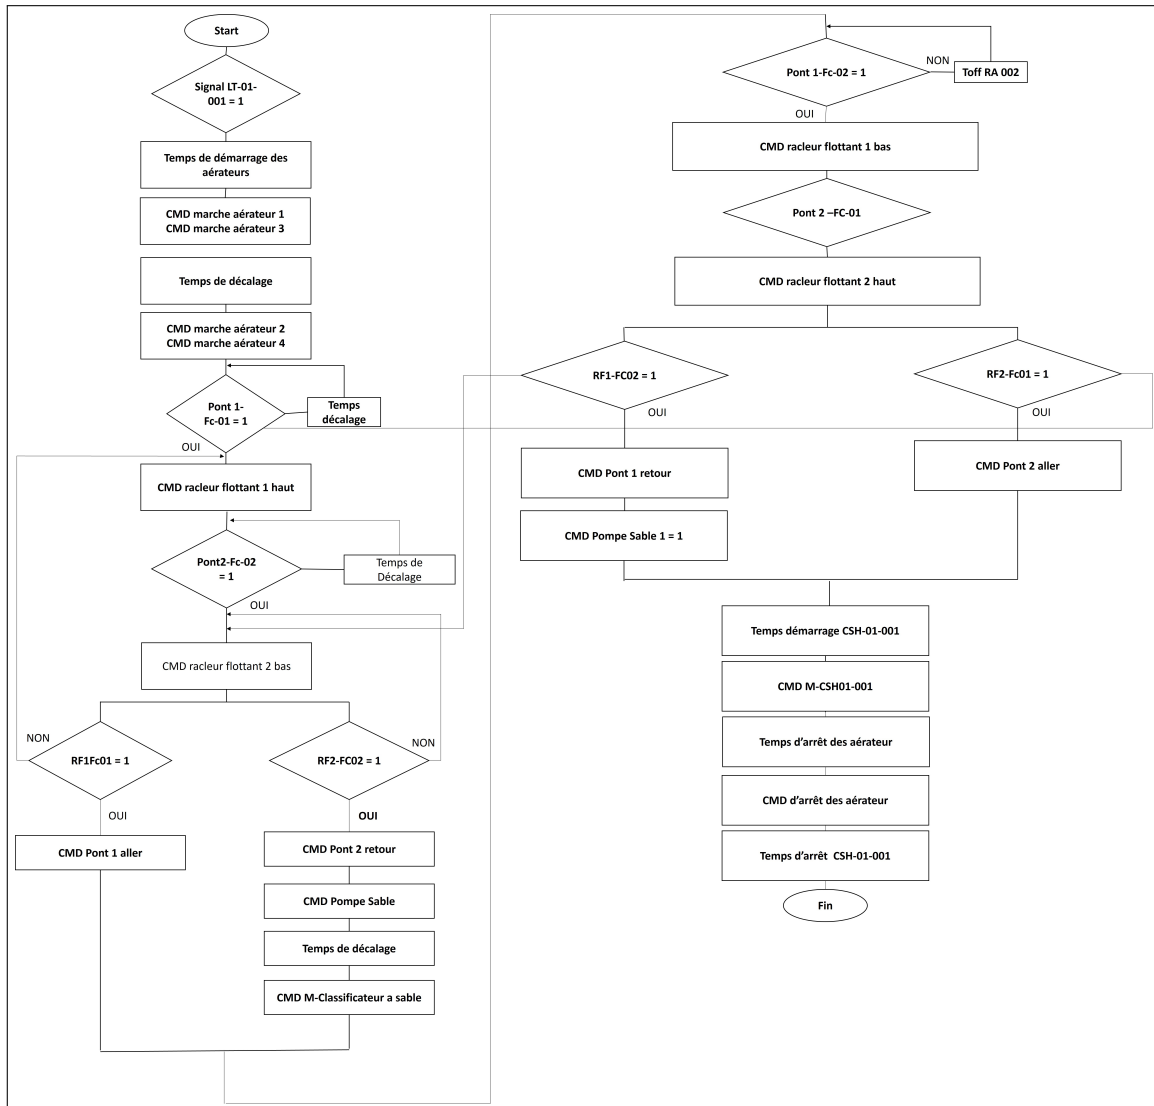 Start
Signal LT-01-
001 = 1
Temps de démarrage des
aérateurs
CMD marche aérateur 1
CMD marche aérateur 3
Temps de décalage
CMD marche aérateur 2
CMD marche aérateur 4
Pont 1-
Fc-01 = 1
Temps
décalage
OUI
CMD racleur flottant 1 haut
Pont2-Fc-02
= 1
Temps de
Décalage
OUI
CMD racleur flottant 2 bas
NON
RF1Fc01 = 1
OUI
CMD Pont 1 aller
RF2-FC02 = 1
NON
OUI
CMD Pont 2 retour
CMD Pompe Sable
Temps de décalage
CMD M-Classificateur a sable
Pont 1-Fc-02 = 1
NON
Toff RA 002
OUI
CMD racleur flottant 1 bas
Pont 2 –FC-01
CMD racleur flottant 2 haut
RF1-FC02 = 1
OUI
CMD Pont 1 retour
CMD Pompe Sable 1 = 1
RF2-Fc01 = 1
OUI
CMD Pont 2 aller
Temps démarrage CSH-01-001
CMD M-CSH01-001
Temps d’arrêt des aérateur
CMD d’arrêt des aérateur
Temps d’arrêt CSH-01-001
Fin